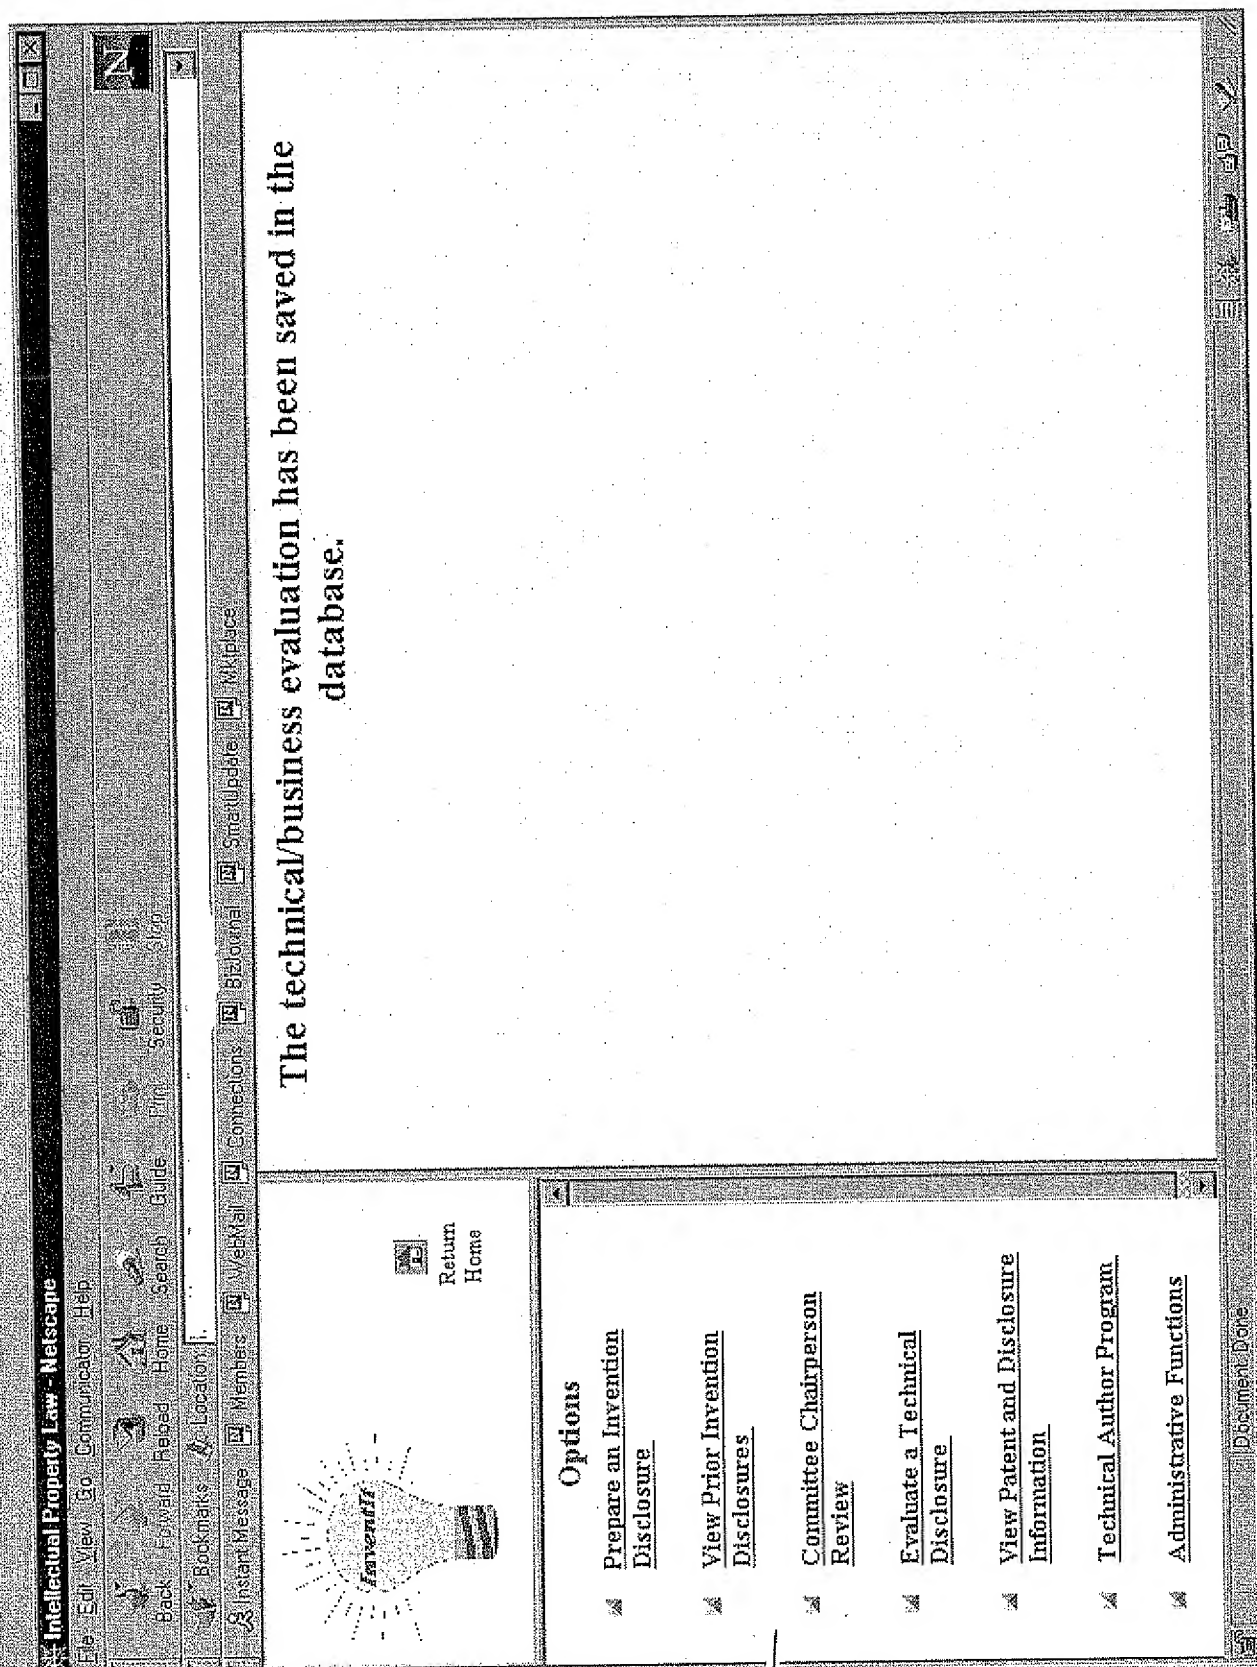 Intellectual Property Law - Netscape
File Edit View Go Communicator Help
Back Forward Reload Home Search Guide Print Security Stop
N
Bookmarks Location:
Instant Message Members WebMail Connections BizJournal SmartUpdate Mktplace
InventIt
Return
Home
The technical/business evaluation has been saved in the
database.
Options
Prepare an Invention
Disclosure
View Prior Invention
Disclosures
Committee Chairperson
Review
Evaluate a Technical
Disclosure
View Patent and Disclosure
Information
Technical Author Program
Administrative Functions
Document: Done